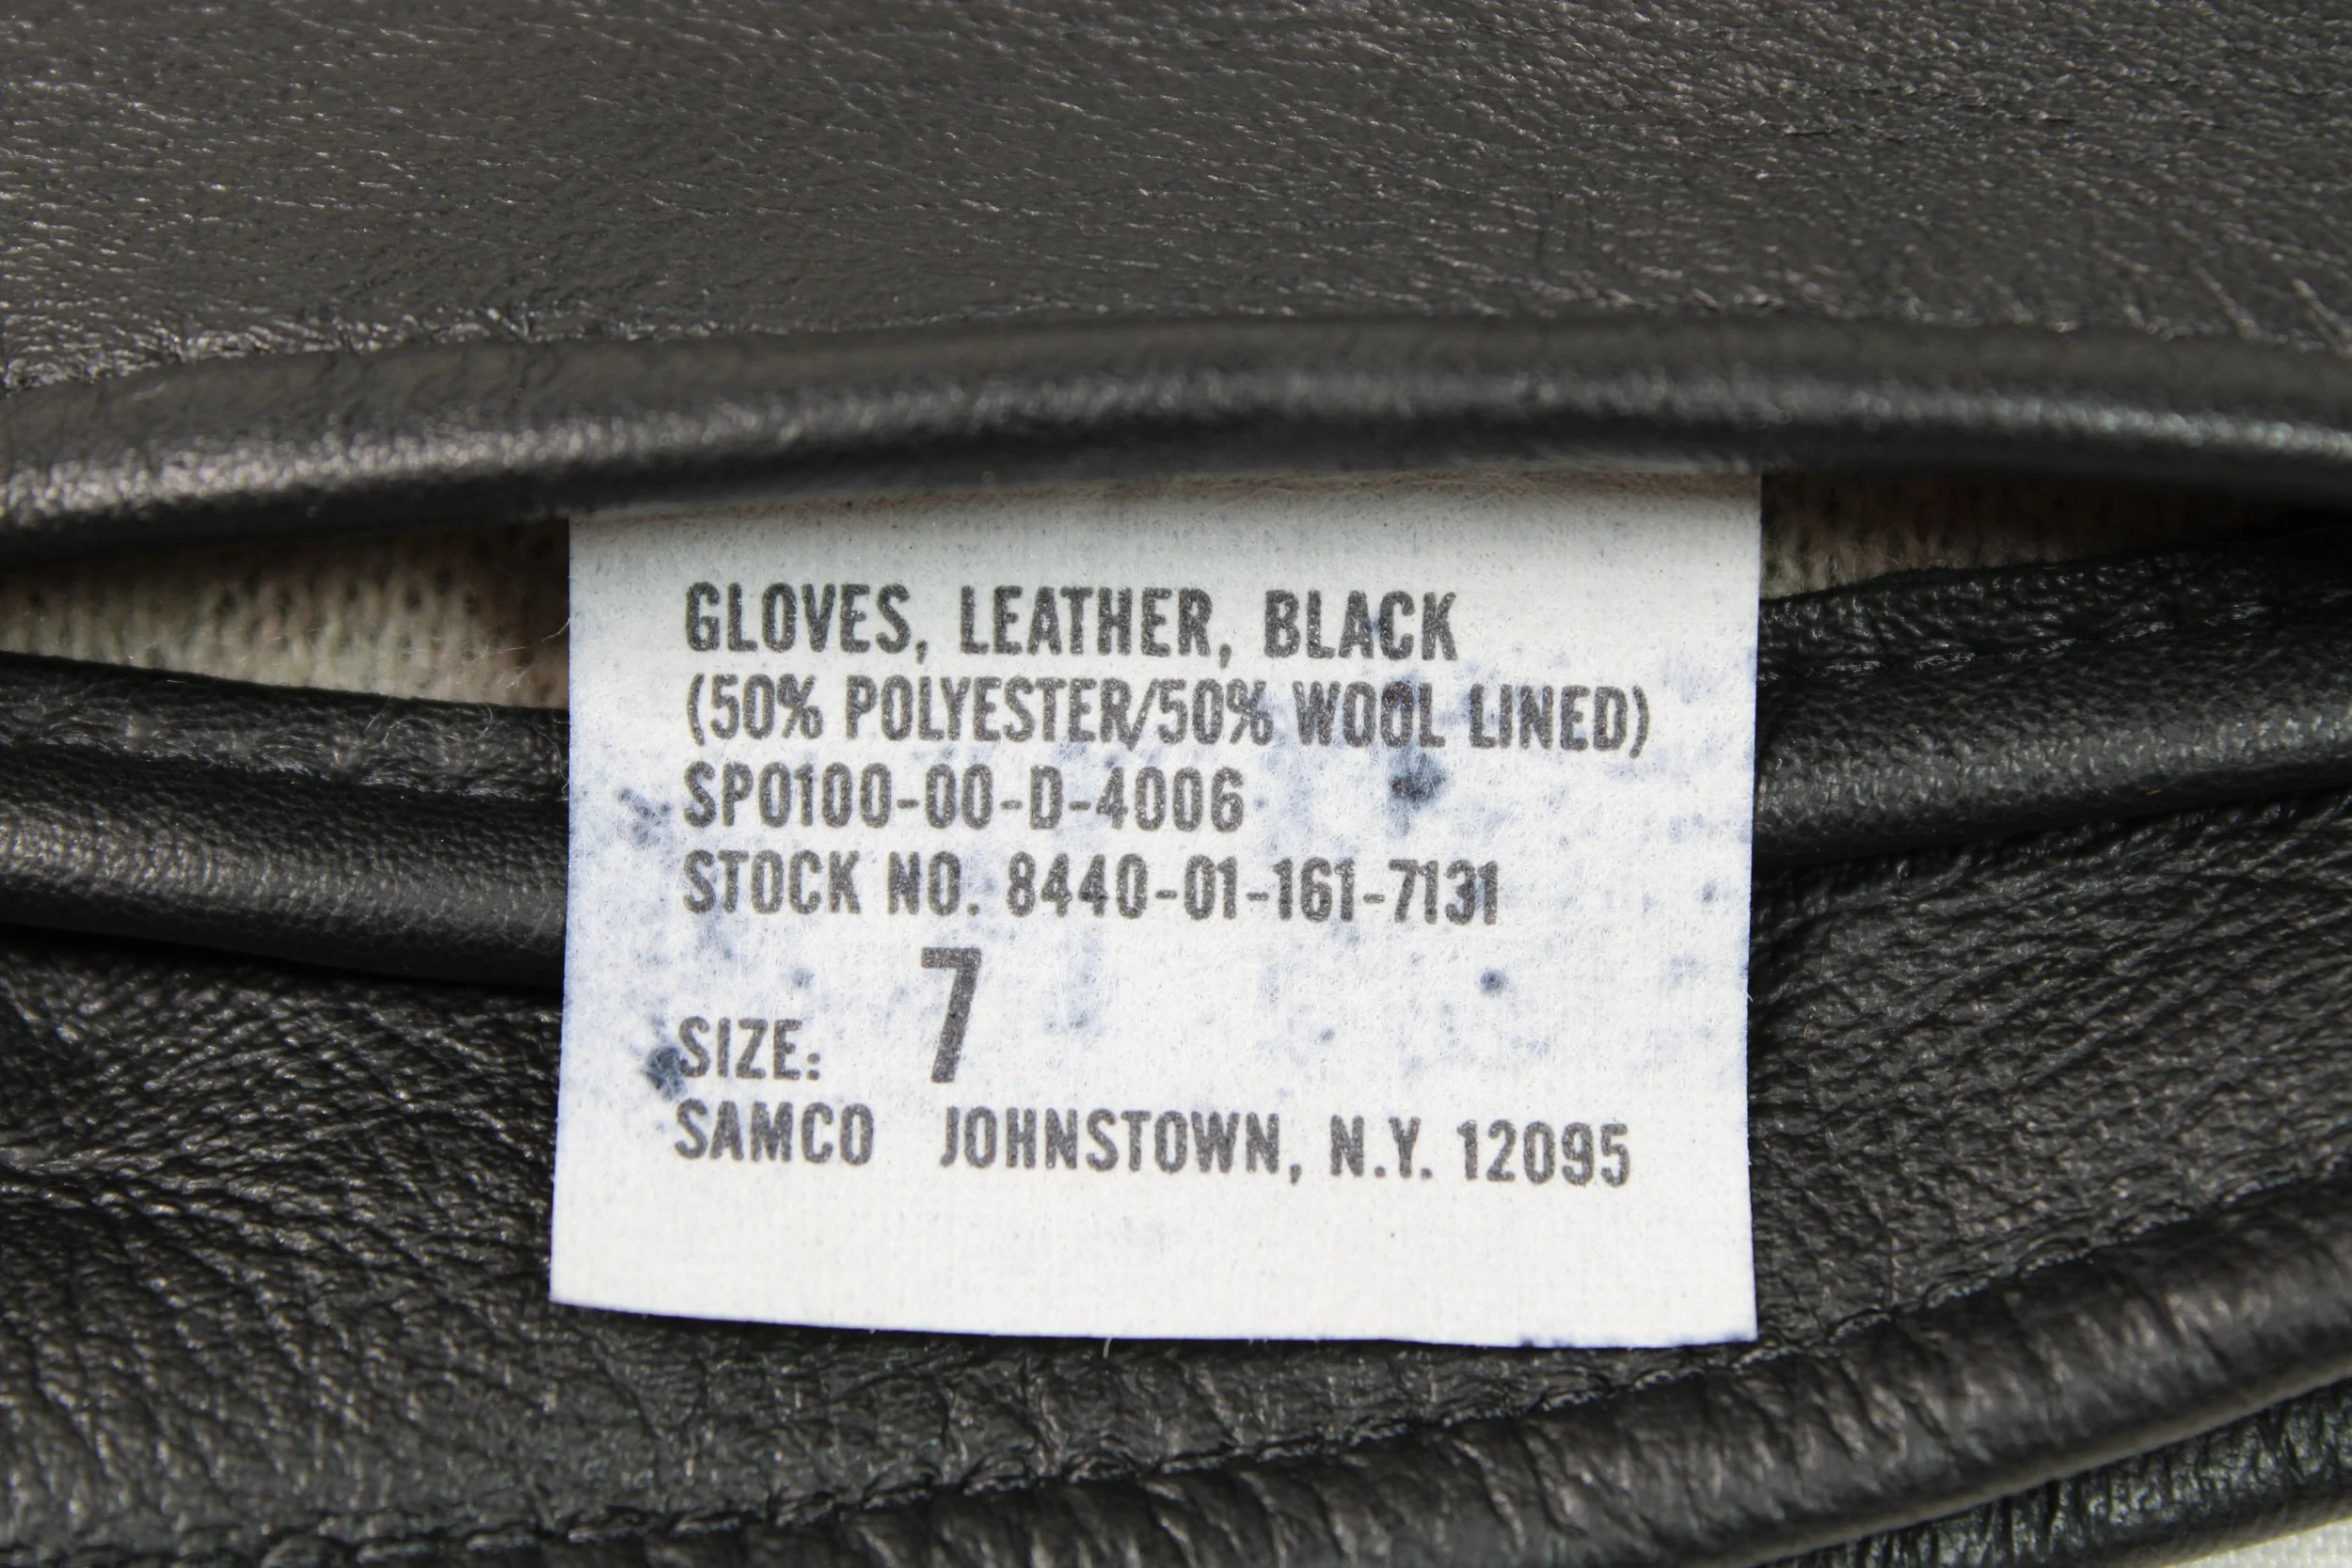 GLOVES, LEATHER, BLACK
(50% POLYESTER/50% WOOL LINED)
SPO100-00-D-4006
STOCK NO. 8440-01-161-7131
7
SIZE:
SAMCO JOHNSTOWN, N.Y. 12095